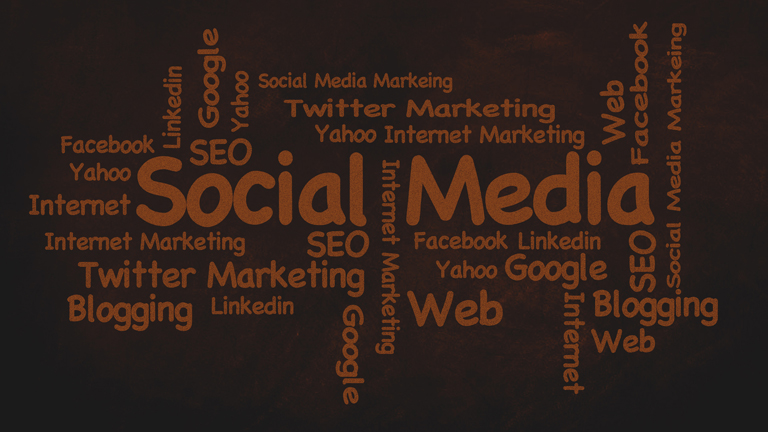 Linkedin
Google
Yahoo
Social Media Markeing
Twitter Marketing
Yahoo Internet Marketing
Web
Facebook
Social Media Markeing
Facebook
Yahoo
SEO
Internet
Social Media
Internet Marketing
Internet Marketing
SEO
Facebook Linkedin
SEO
Twitter Marketing
Yahoo Google
Blogging
Linkedin
Google
Web
Internet
Blogging
Web